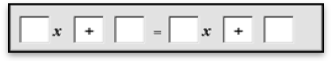 x + = x +